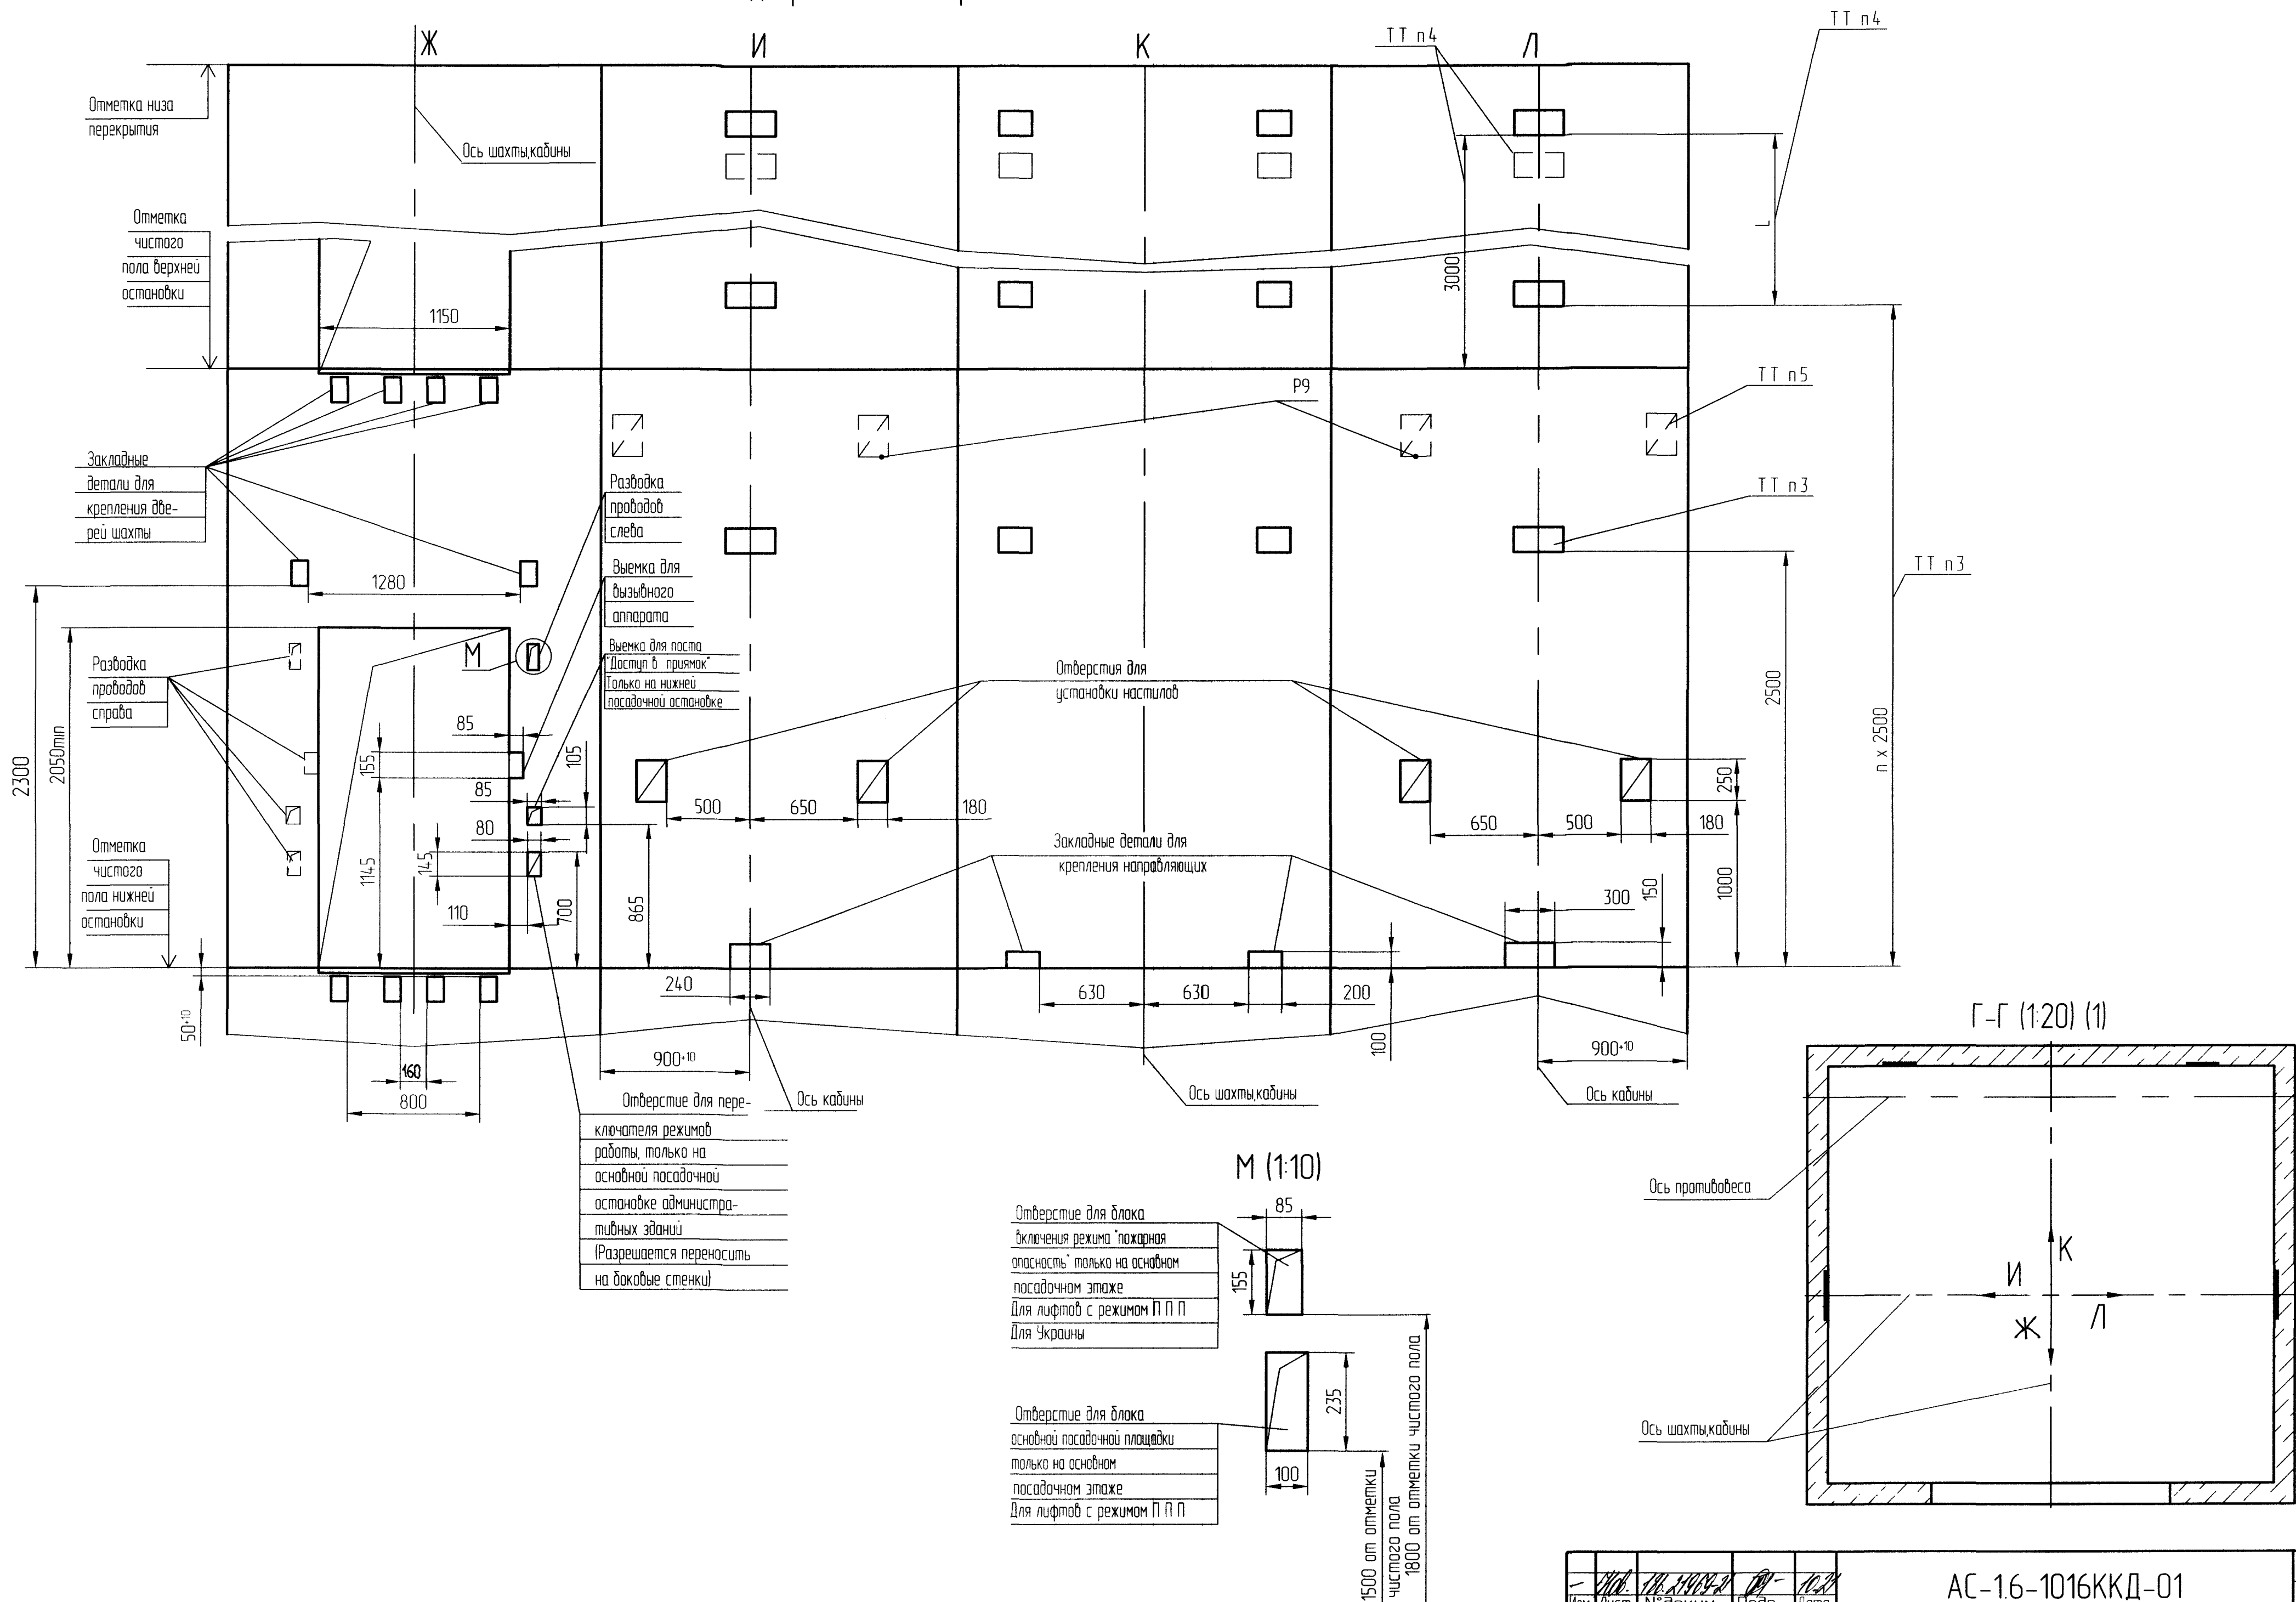 Ж
И
К
Л
ТТ п4
ТТ п4
Отметка низа
перекрытия
Ось шахты,кабины
Отметка
чистого
пола верхней
остановки
1150
3000
L
Р9
ТТ п5
ТТ п3
ТТ п3
Закладные
детали для
крепления две-
рей шахты
Разводка
проводов
слева
Выемка для
вызывного
аппарата
Выемка для поста
"Доступ в приямок"
Только на нижней
посадочной остановке
1280
М
Разводка
проводов
справа
2300
2050min
85
155
105
85
80
1145
145
110
700
865
Отверстия для
установки настилов
500
650
180
650
500
180
250
1000
2500
п х 2500
Закладные детали для
крепления направляющих
300
150
Отметка
чистого
пола нижней
остановки
50+10
240
630
630
200
100
900+10
900+10
160
800
Ось кабины
Ось шахты,кабины
Ось кабины
Отверстие для пере-
ключателя режимов
работы, только на
основной посадочной
остановке администра-
тивных зданий
(Разрешается переносить
на боковые стенки)
М (1:10)
Отверстие для блока
включения режима "пожарная
опасность" только на основном
посадочном этаже
Для лифтов с режимом П П П
Для Украины
85
155
Отверстие для блока
основной посадочной площадки
только на основном
посадочном этаже
Для лифтов с режимом П П П
235
100
1500 от отметки
чистого пола
1800 от отметки чистого пола
Г-Г (1:20) (1)
Ось противовеса
И
К
Ж
Л
Ось шахты,кабины
АС-1.6-1016ККД-01